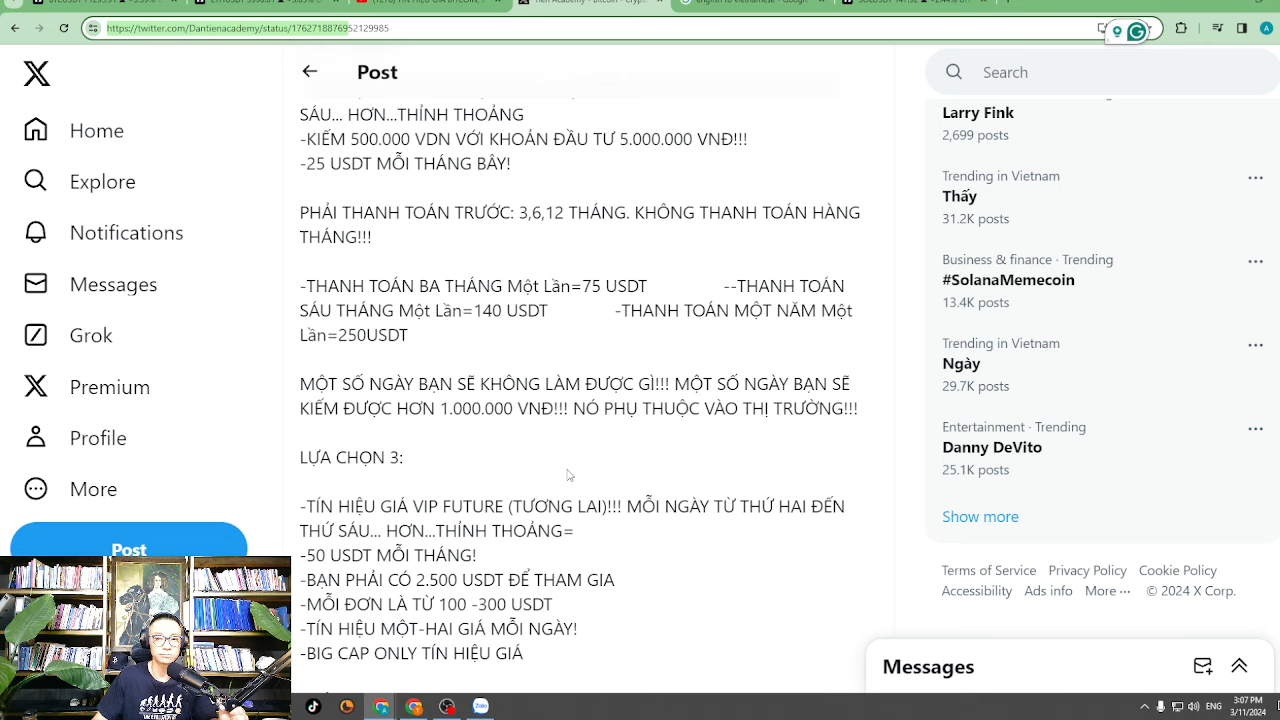 https://twitter.com/Dantienacademy/status/1762718876952129985
Home
Explore
Notifications
Messages
Grok
Premium
Profile
More
Post
Post
SÁU... HƠN...THỈNH THOẢNG
-KIẾM 500.000 VDN VỚI KHOẢN ĐẦU TƯ 5.000.000 VNĐ!!!
-25 USDT MỖI THÁNG BÂY!
PHẢI THANH TOÁN TRƯỚC: 3,6,12 THÁNG. KHÔNG THANH TOÁN HÀNG
THÁNG!!!
-THANH TOÁN BA THÁNG Một Lần=75 USDT --THANH TOÁN
SÁU THÁNG Một Lần=140 USDT -THANH TOÁN MỘT NĂM Một
Lần=250USDT
MỘT SỐ NGÀY BẠN SẼ KHÔNG LÀM ĐƯỢC GÌ!!! MỘT SỐ NGÀY BẠN SẼ
KIẾM ĐƯỢC HƠN 1.000.000 VNĐ!!! NÓ PHỤ THUỘC VÀO THỊ TRƯỜNG!!!
LỰA CHỌN 3:
-TÍN HIỆU GIÁ VIP FUTURE (TƯƠNG LAI)!!! MỖI NGÀY TỪ THỨ HAI ĐẾN
THỨ SÁU... HƠN...THỈNH THOẢNG=
-50 USDT MỖI THÁNG!
-BẠN PHẢI CÓ 2.500 USDT ĐỂ THAM GIA
-MỖI ĐƠN LÀ TỪ 100 -300 USDT
-TÍN HIỆU MỘT-HAI GIÁ MỖI NGÀY!
-BIG CAP ONLY TÍN HIỆU GIÁ
Search
Larry Fink
2,699 posts
Trending in Vietnam
Thấy
31.2K posts
Business & finance · Trending
#SolanaMemecoin
13.4K posts
Trending in Vietnam
Ngày
29.7K posts
Entertainment · Trending
Danny DeVito
25.1K posts
Show more
Terms of Service Privacy Policy Cookie Policy
Accessibility Ads info More ··· © 2024 X Corp.
Messages
Zalo
ENG
3:07 PM
3/11/2024